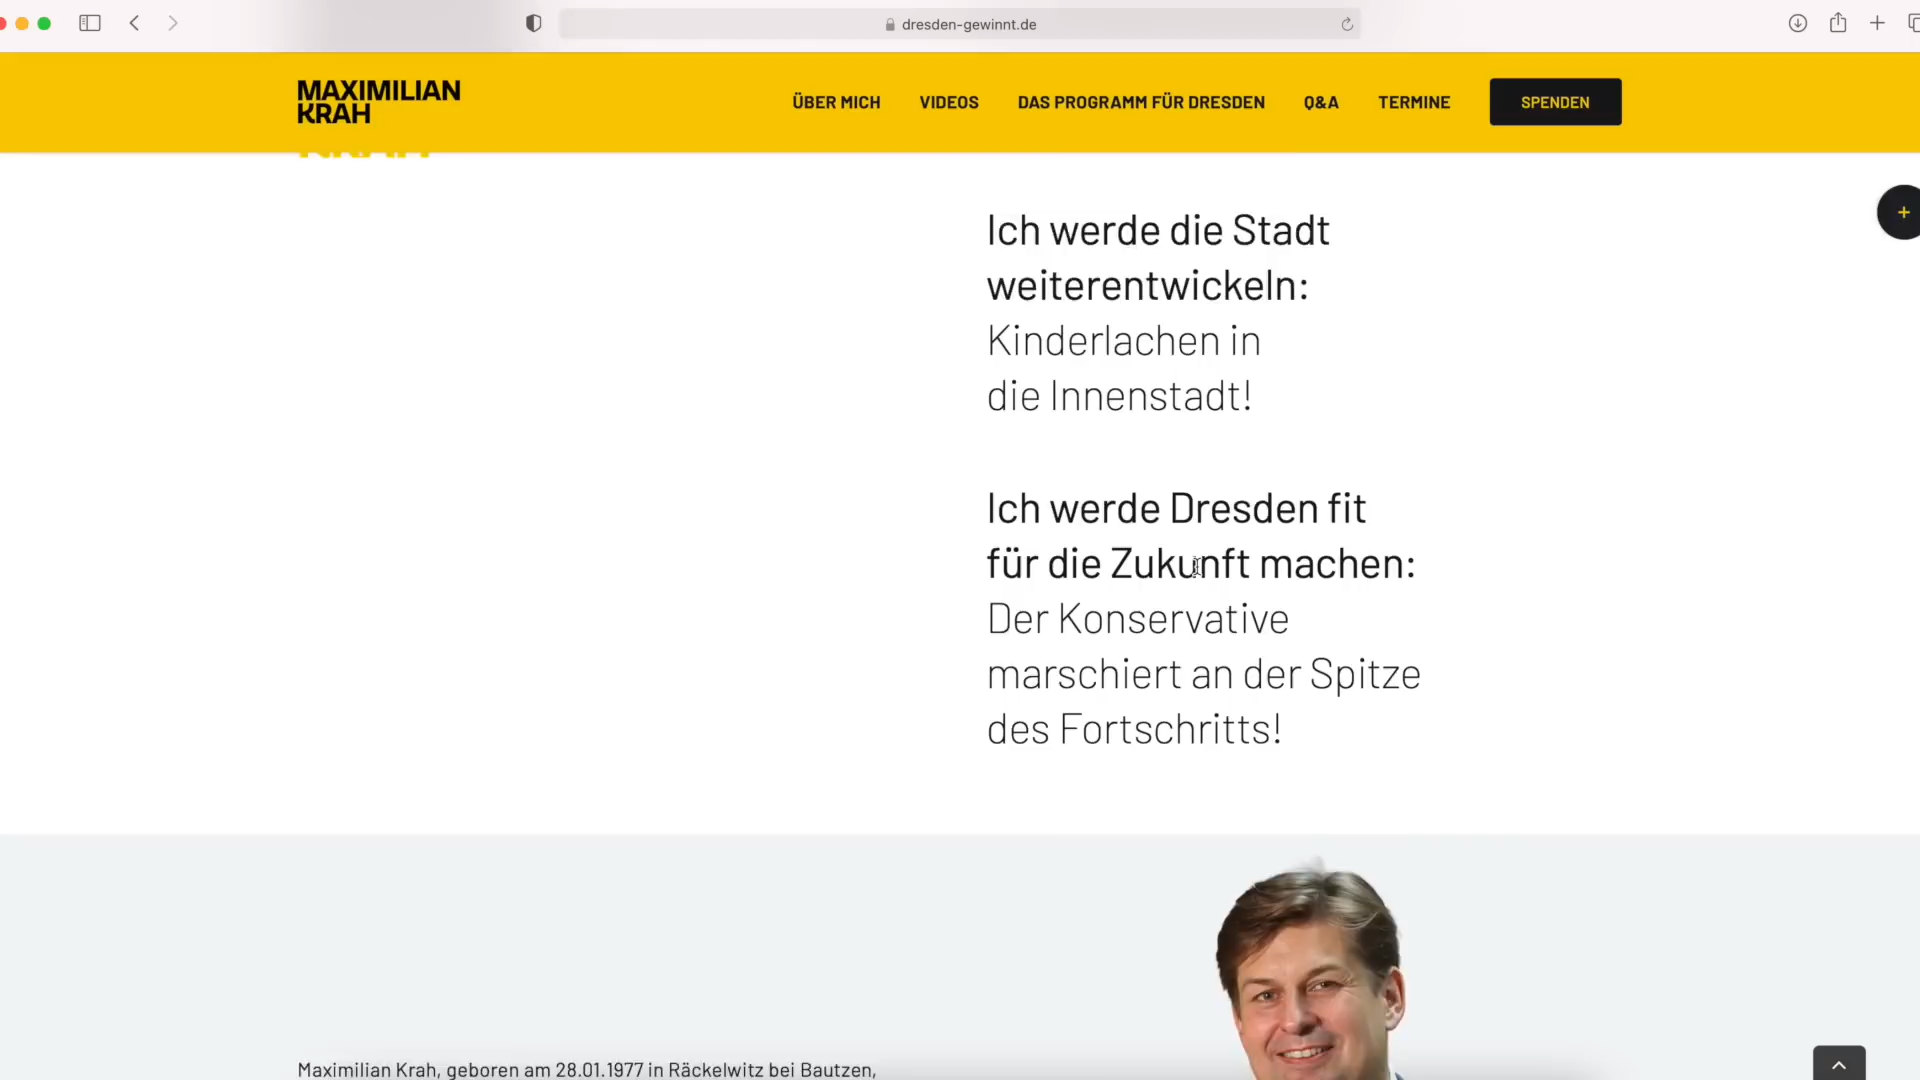 dresden-gewinnt.de
MAXIMILIAN
KRAH
ÜBER MICH
VIDEOS
DAS PROGRAMM FÜR DRESDEN
Q&A
TERMINE
SPENDEN
Ich werde die Stadt
weiterentwickeln:
Kinderlachen in
die Innenstadt!
Ich werde Dresden fit
für die Zukunft machen:
Der Konservative
marschiert an der Spitze
des Fortschritts!
Maximilian Krah, geboren am 28.01.1977 in Räckelwitz bei Bautzen,